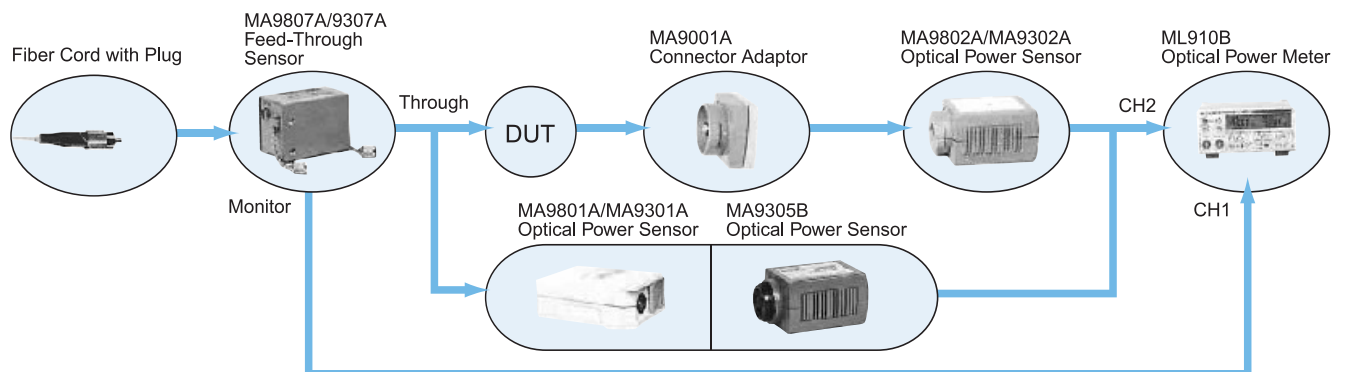 Fiber Cord with Plug
MA9807A/9307A
Feed-Through
Sensor
Through
Monitor
DUT
MA9001A
Connector Adaptor
MA9802A/MA9302A
Optical Power Sensor
CH2
ML910B
Optical Power Meter
CH1
MA9801A/MA9301A
Optical Power Sensor
MA9305B
Optical Power Sensor